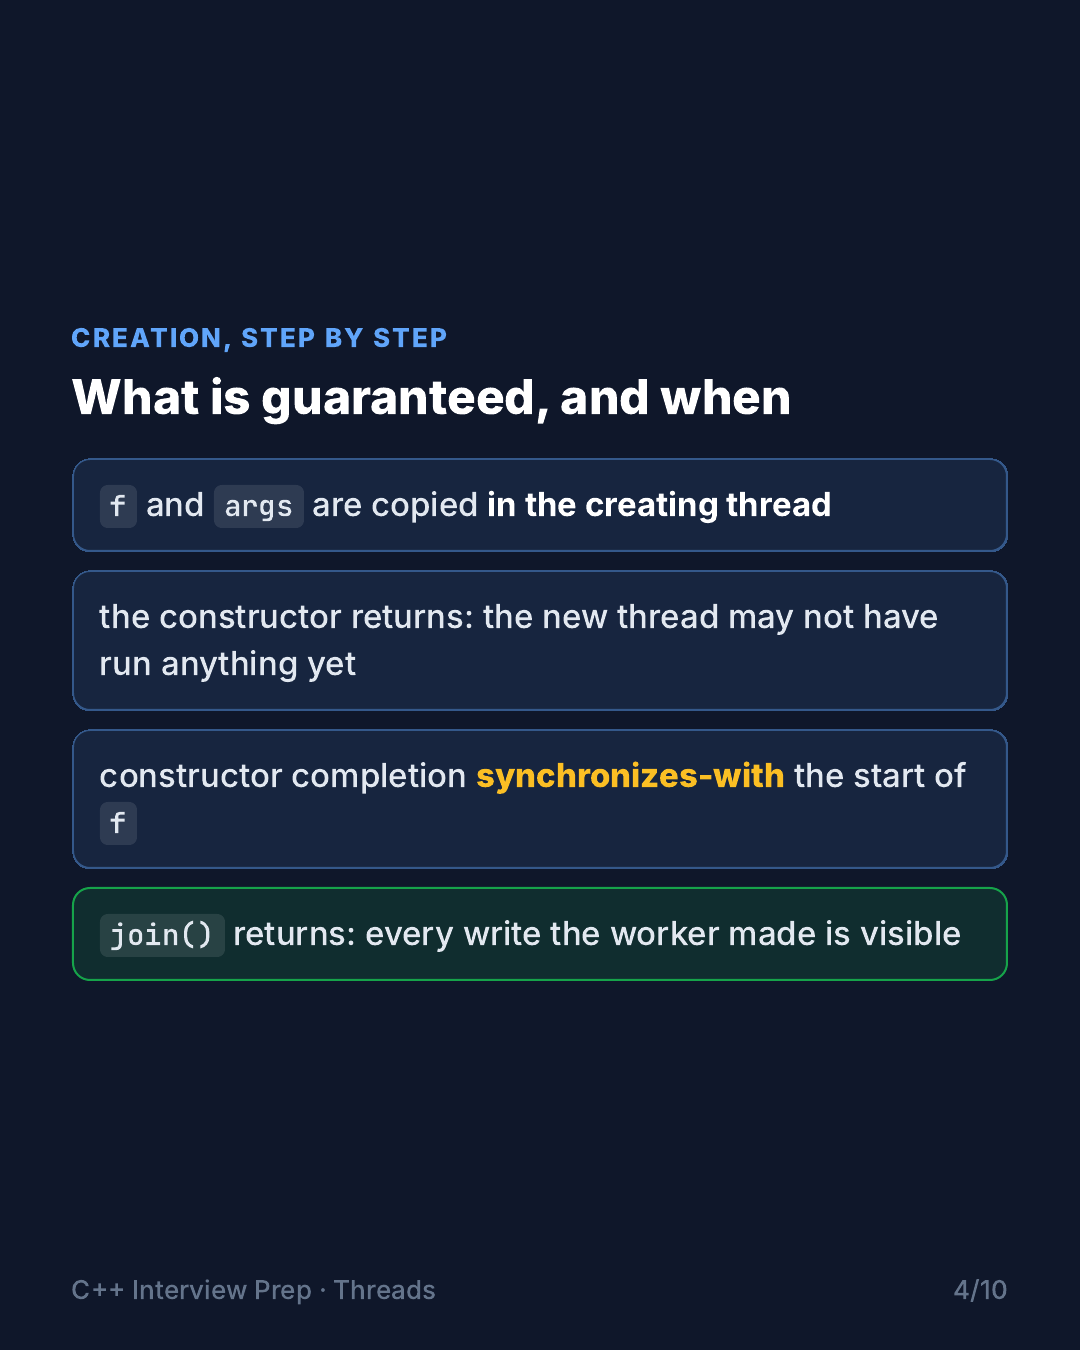 CREATION, STEP BY STEP
What is guaranteed, and when
f and args are copied in the creating thread
the constructor returns: the new thread may not have
run anything yet
constructor completion synchronizes-with the start of
f
join() returns: every write the worker made is visible
C++ Interview Prep · Threads
4/10